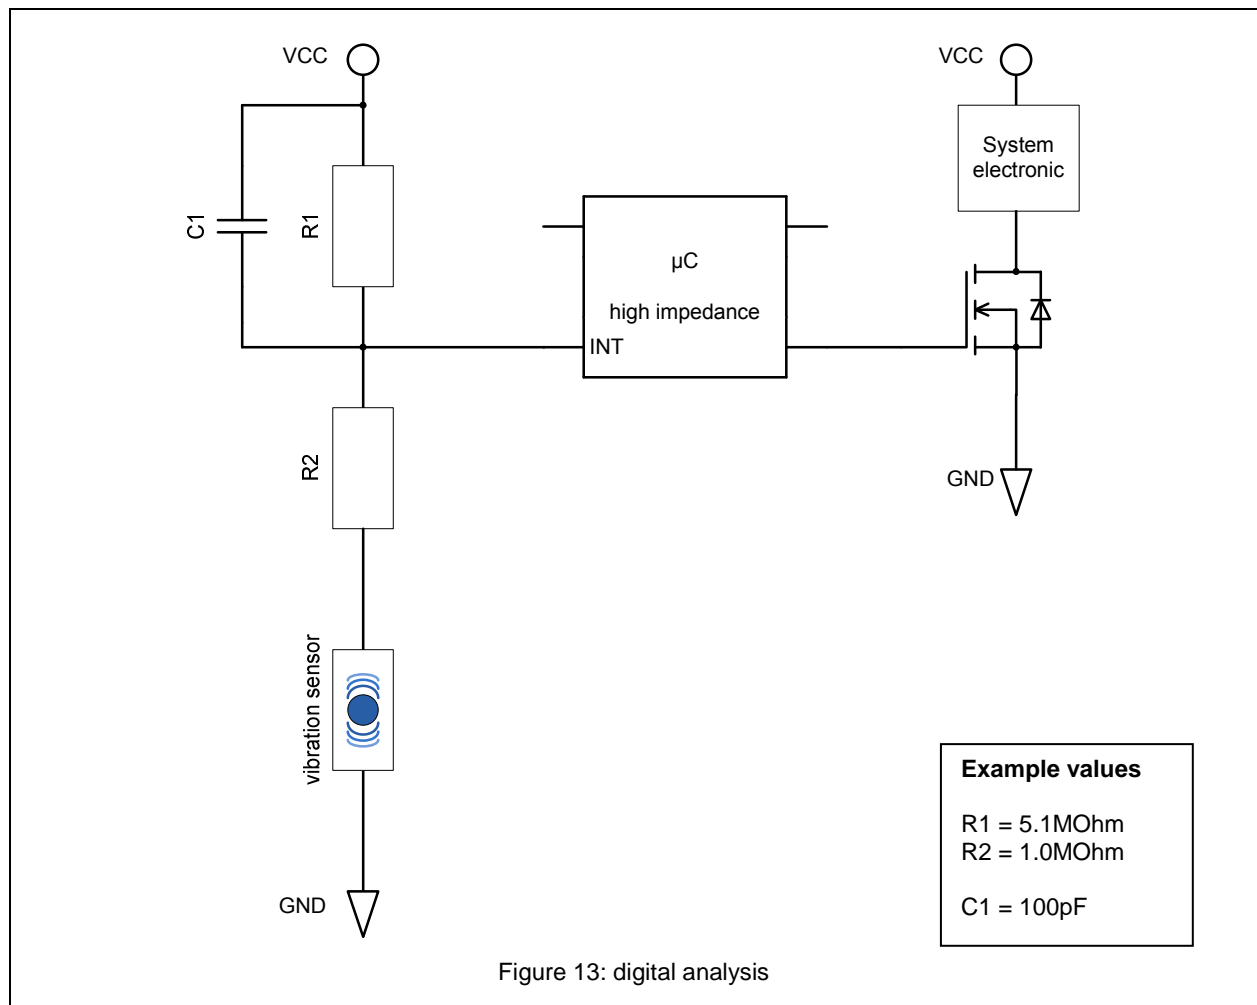 VCC
VCC
System
electronic
C1
R1
µC
high impedance
INT
R2
GND
vibration sensor
Example values
R1 = 5.1MOhm
R2 = 1.0MOhm
C1 = 100pF
GND
Figure 13: digital analysis